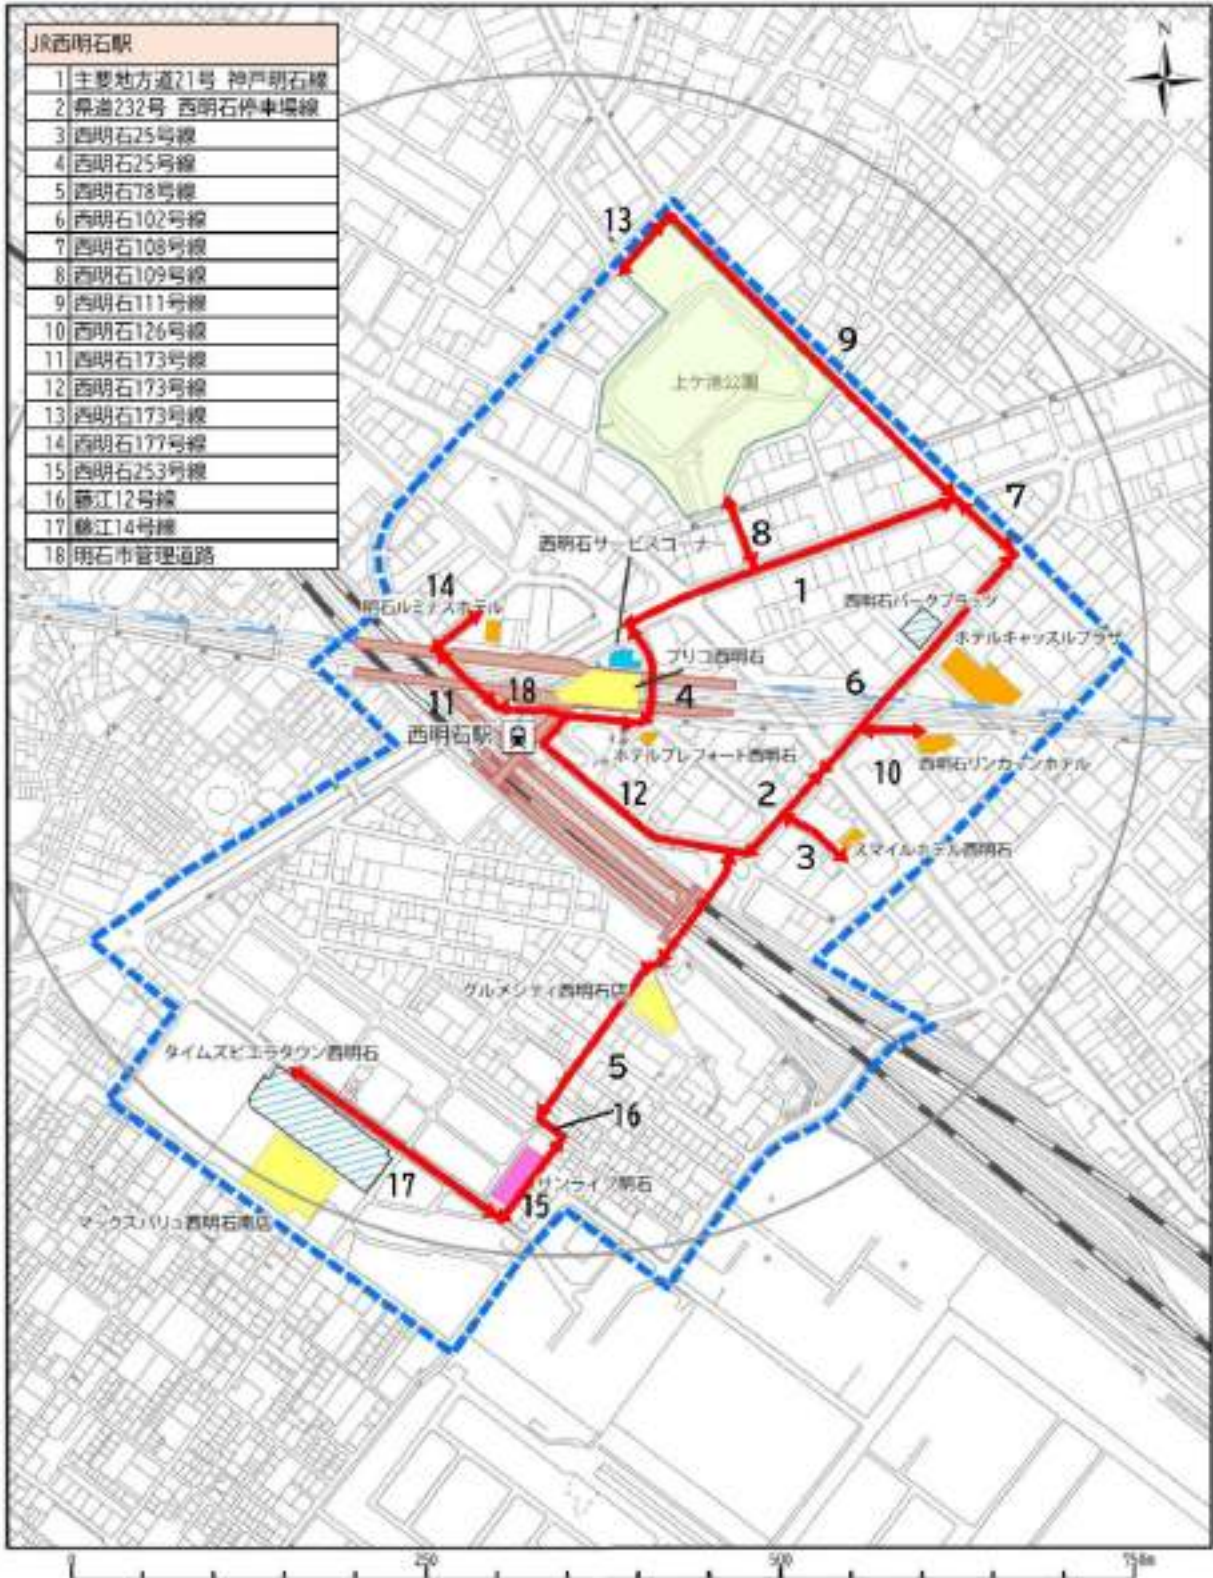 JR西明石駅
1 主要地方道21号 神戸明石線
2 県道232号 西明石停車場線
3 西明石25号線
4 西明石25号線
5 西明石78号線
6 西明石102号線
7 西明石108号線
8 西明石109号線
9 西明石111号線
10 西明石126号線
11 西明石173号線
12 西明石173号線
13 西明石173号線
14 西明石177号線
15 西明石253号線
16 藤江12号線
17 藤江14号線
18 明石市管理道路
N
13
9
上ケ池公園
7
8
西明石サービスコーナー
1
14
明石ルミナスホテル
西明石パークプラッツ
ホテルキャッスルプラザ
プリコ西明石
6
18
4
11
西明石駅
ホテルブレフォート西明石
10
西明石リンカーンホテル
2
12
3
スマイルホテル西明石
グルメシティ西明石店
タイムズビエラタウン西明石
5
16
17
サンライフ明石
15
マックスバリュ西明石南店
0 250 500 750m